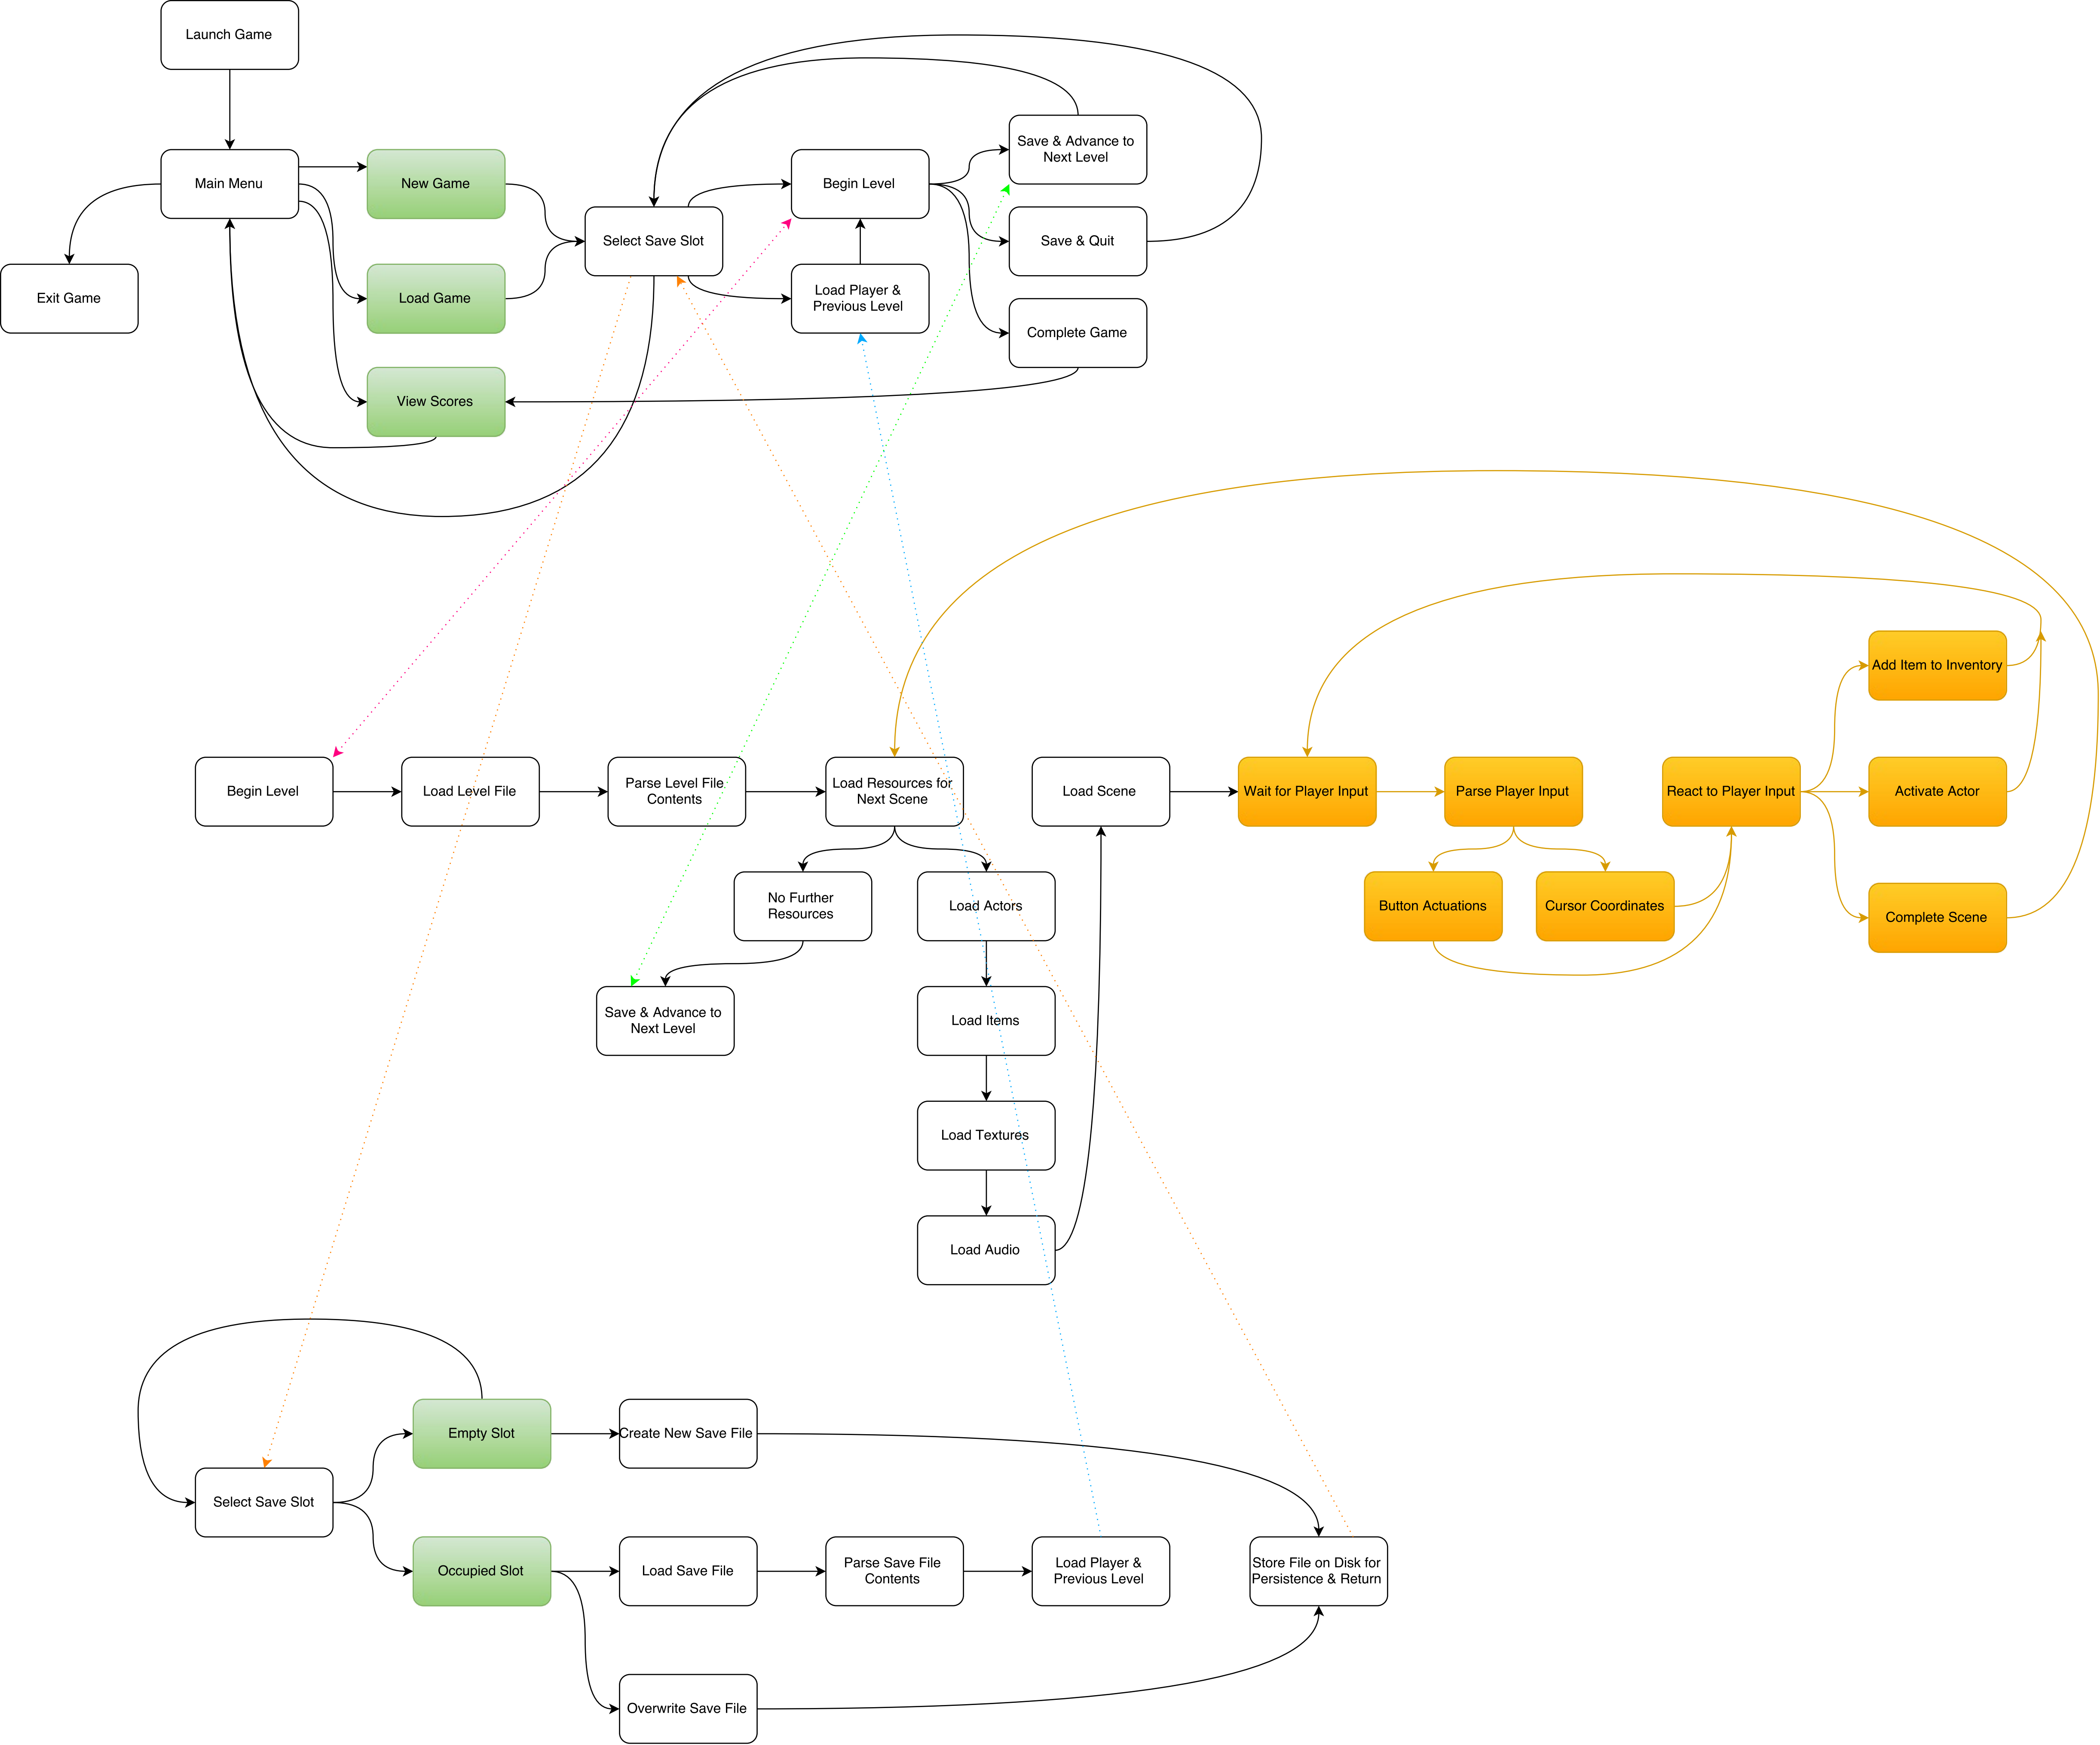 Launch Game
Main Menu
New Game
Exit Game
Load Game
View Scores
Select Save Slot
Begin Level
Load Player &
Previous Level
Save & Advance to
Next Level
Save & Quit
Complete Game
Begin Level
Load Level File
Parse Level File
Contents
Load Resources for
Next Scene
No Further
Resources
Save & Advance to
Next Level
Load Actors
Load Items
Load Textures
Load Audio
Load Scene
Wait for Player Input
Parse Player Input
Button Actuations
Cursor Coordinates
React to Player Input
Add Item to Inventory
Activate Actor
Complete Scene
Select Save Slot
Empty Slot
Create New Save File
Occupied Slot
Load Save File
Parse Save File
Contents
Load Player &
Previous Level
Store File on Disk for
Persistence & Return
Overwrite Save File